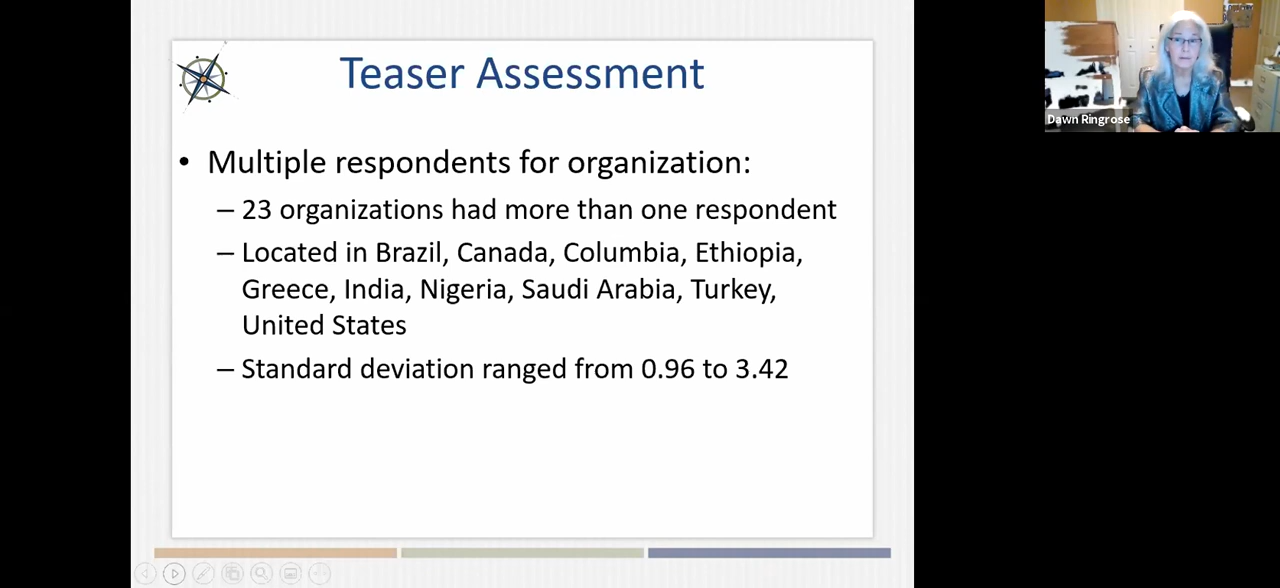 Teaser Assessment
• Multiple respondents for organization:
– 23 organizations had more than one respondent
– Located in Brazil, Canada, Columbia, Ethiopia,
Greece, India, Nigeria, Saudi Arabia, Turkey,
United States
– Standard deviation ranged from 0.96 to 3.42
Dawn Ringrose